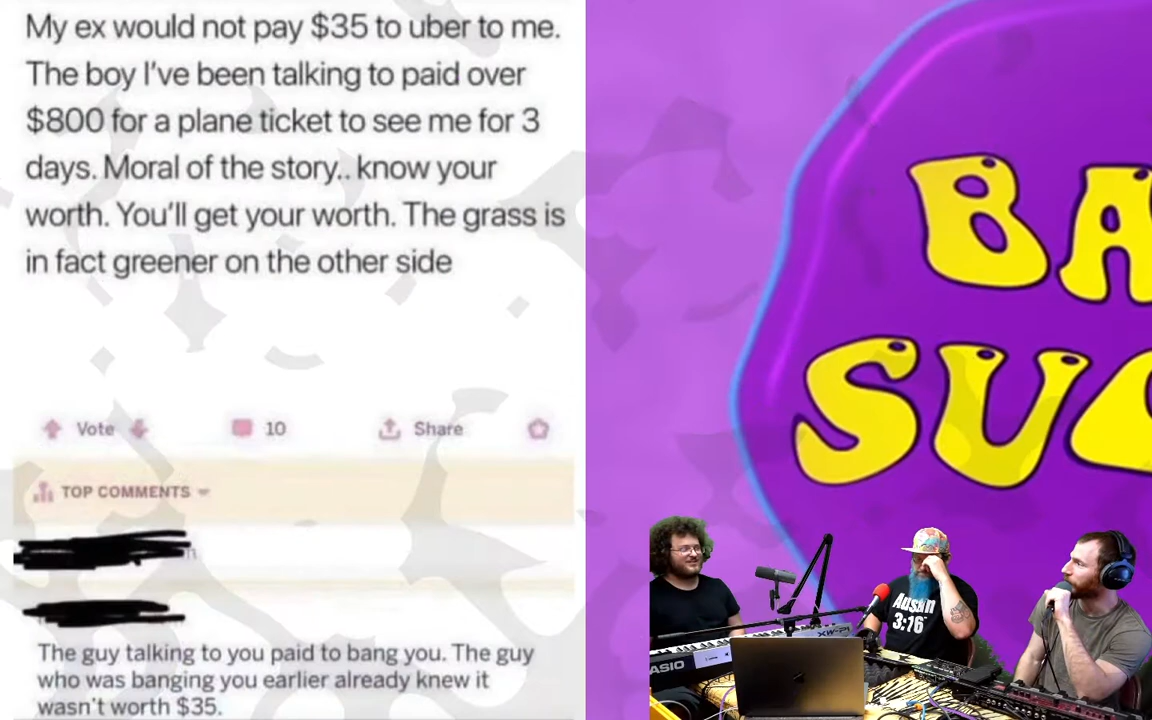 My ex would not pay $35 to uber to me.
The boy I've been talking to paid over
$800 for a plane ticket to see me for 3
days. Moral of the story.. know your
worth. You'll get your worth. The grass is
in fact greener on the other side
Vote
10
Share
TOP COMMENTS
The guy talking to you paid to bang you. The guy
who was banging you earlier already knew it
wasn't worth $35.
BA
SU
Au$tin
3:16
XW-P1
CASIO